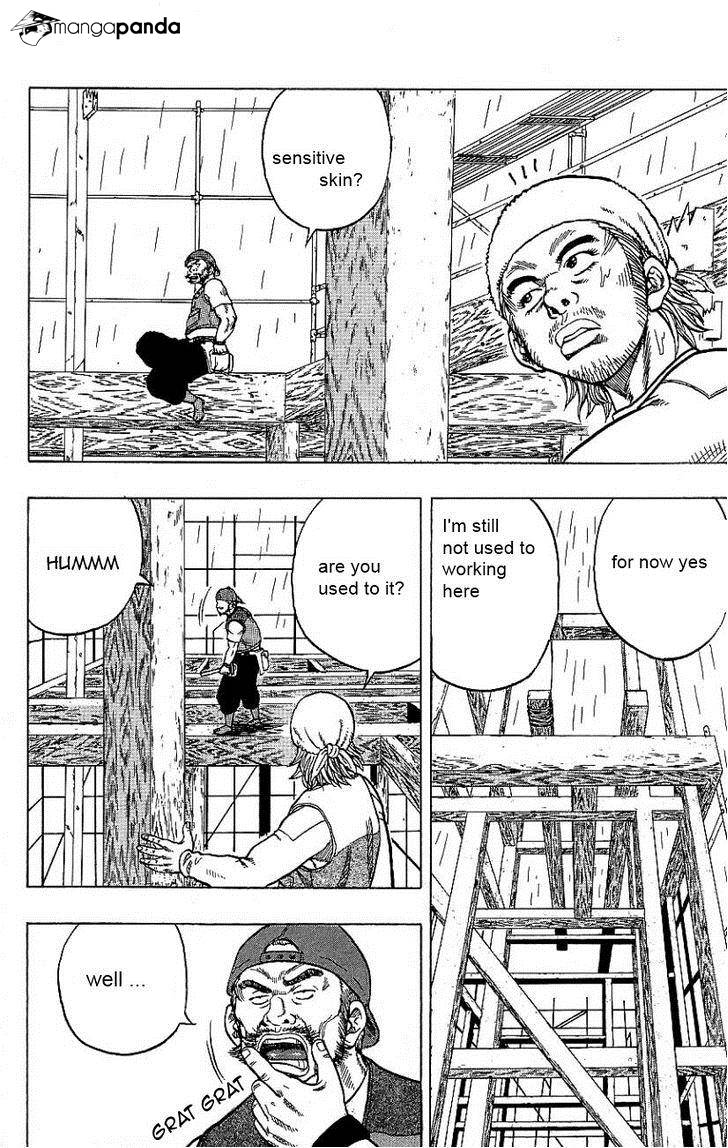 mangapanda
sensitive
skin?
for now yes
I'm still
not used to
working
here
are you
used to it?
HUMMM
well ...
GRAT GRAT